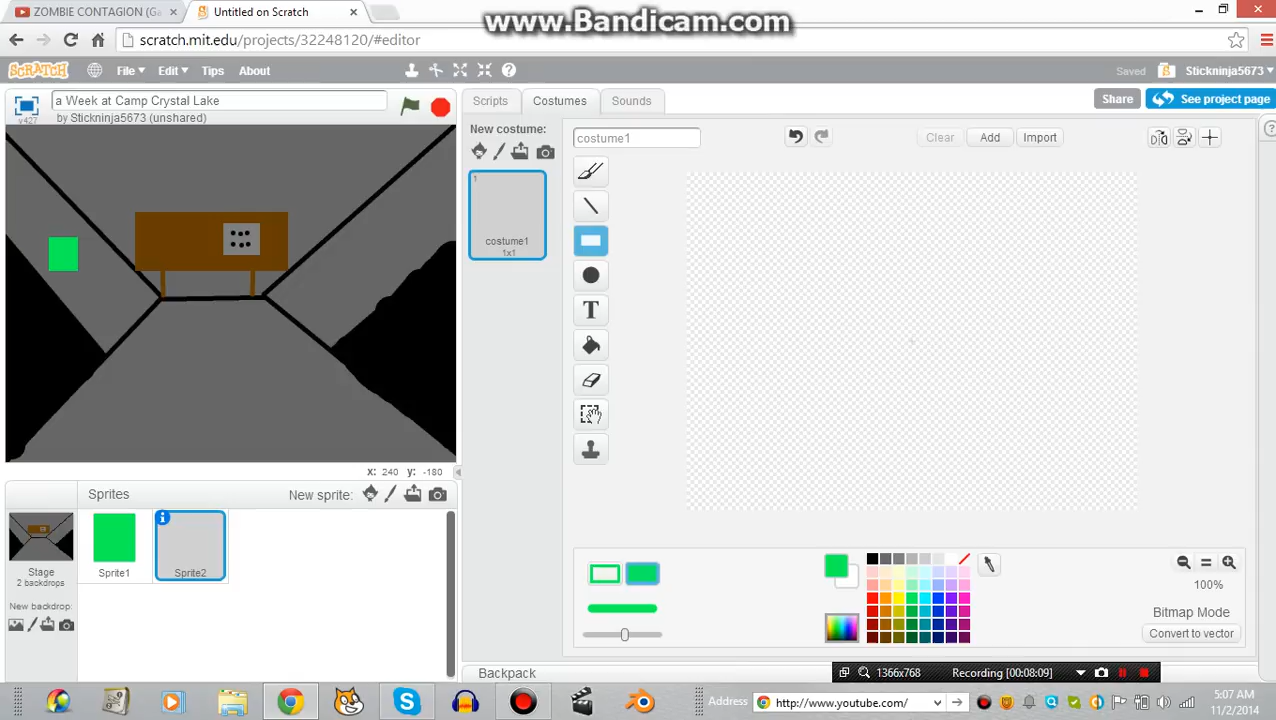 www.Bandicam.com
ZOMBIE CONTAGION (Ga
Untitled on Scratch
scratch.mit.edu/projects/32248120/#editor
SCRATCH
File
Edit
Tips
About
Saved
Stickninja5673
v427
a Week at Camp Crystal Lake
by Stickninja5673 (unshared)
Scripts
Costumes
Sounds
Share
See project page
New costume:
costume1
Clear
Add
Import
1
costume1
1x1
T
x: 240 y: -180
Sprites
New sprite:
Stage
2 backdrops
New backdrop:
Sprite1
Sprite2
100%
Bitmap Mode
Convert to vector
Backpack
1366x768
Recording [00:08:09]
Address
http://www.youtube.com/
5:07 AM
11/2/2014